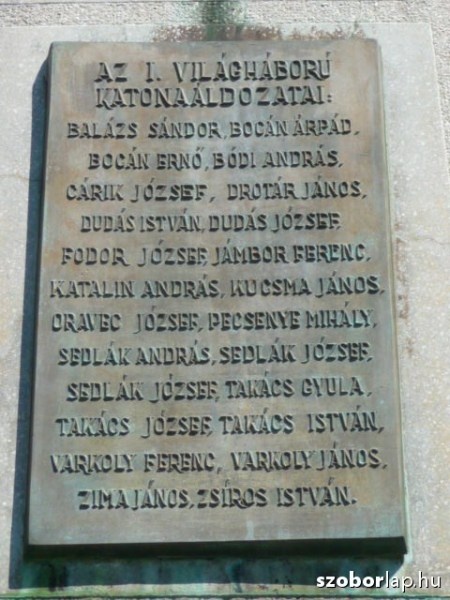 AZ I. VILÁGHÁBORÚ
KATONAÁLDOZATAI:
BALÁZS SÁNDOR, BOCÁN ÁRPÁD,
BOCÁN ERNŐ, BÓDI ANDRÁS,
CÁRIK JÓZSEF, DROTÁR JÁNOS,
DUDÁS ISTVÁN, DUDÁS JÓZSEF,
FODOR JÓZSEF, JÁMBOR FERENC,
KATALIN ANDRÁS, KUCSMA JÁNOS,
ORAVEC JÓZSEF, PECSENYE MIHÁLY,
SEDLÁK ANDRÁS, SEDLÁK JÓZSEF,
SEDLÁK JÓZSEF, TAKÁCS GYULA,
TAKÁCS JÓZSEF, TAKÁCS ISTVÁN,
VARKOLY FERENC, VARKOLY JÁNOS,
ZIMA JÁNOS, ZSÍROS ISTVÁN.
szoborlap.hu